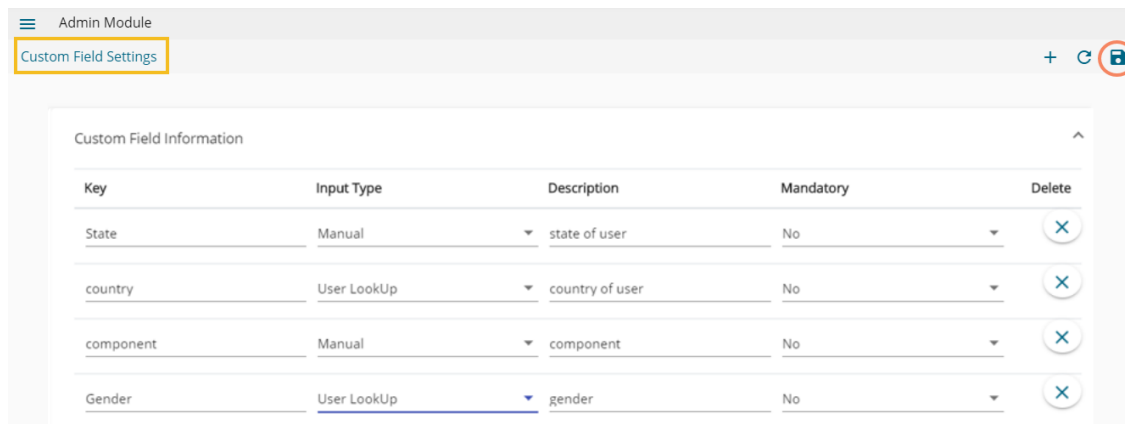 Admin Module
Custom Field Settings
Custom Field Information
Key Input Type Description Mandatory Delete
State Manual state of user No
country User LookUp country of user No
component Manual component No
Gender User LookUp gender No